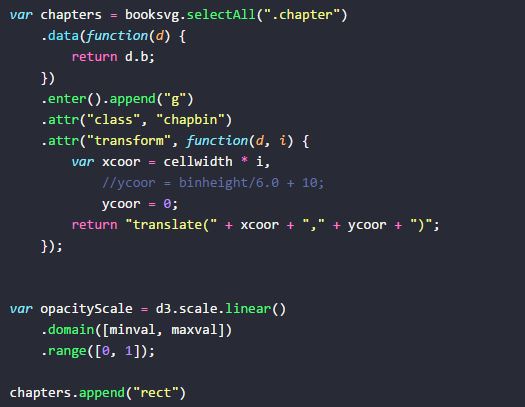 var chapters = booksvg.selectAll(".chapter")
    .data(function(d) {
        return d.b;
    })
    .enter().append("g")
    .attr("class", "chapbin")
    .attr("transform", function(d, i) {
        var xcoor = cellwidth * i,
            //ycoor = binheight/6.0 + 10;
            ycoor = 0;
        return "translate(" + xcoor + "," + ycoor + ")";
    });
var opacityScale = d3.scale.linear()
    .domain([minval, maxval])
    .range([0, 1]);
chapters.append("rect")